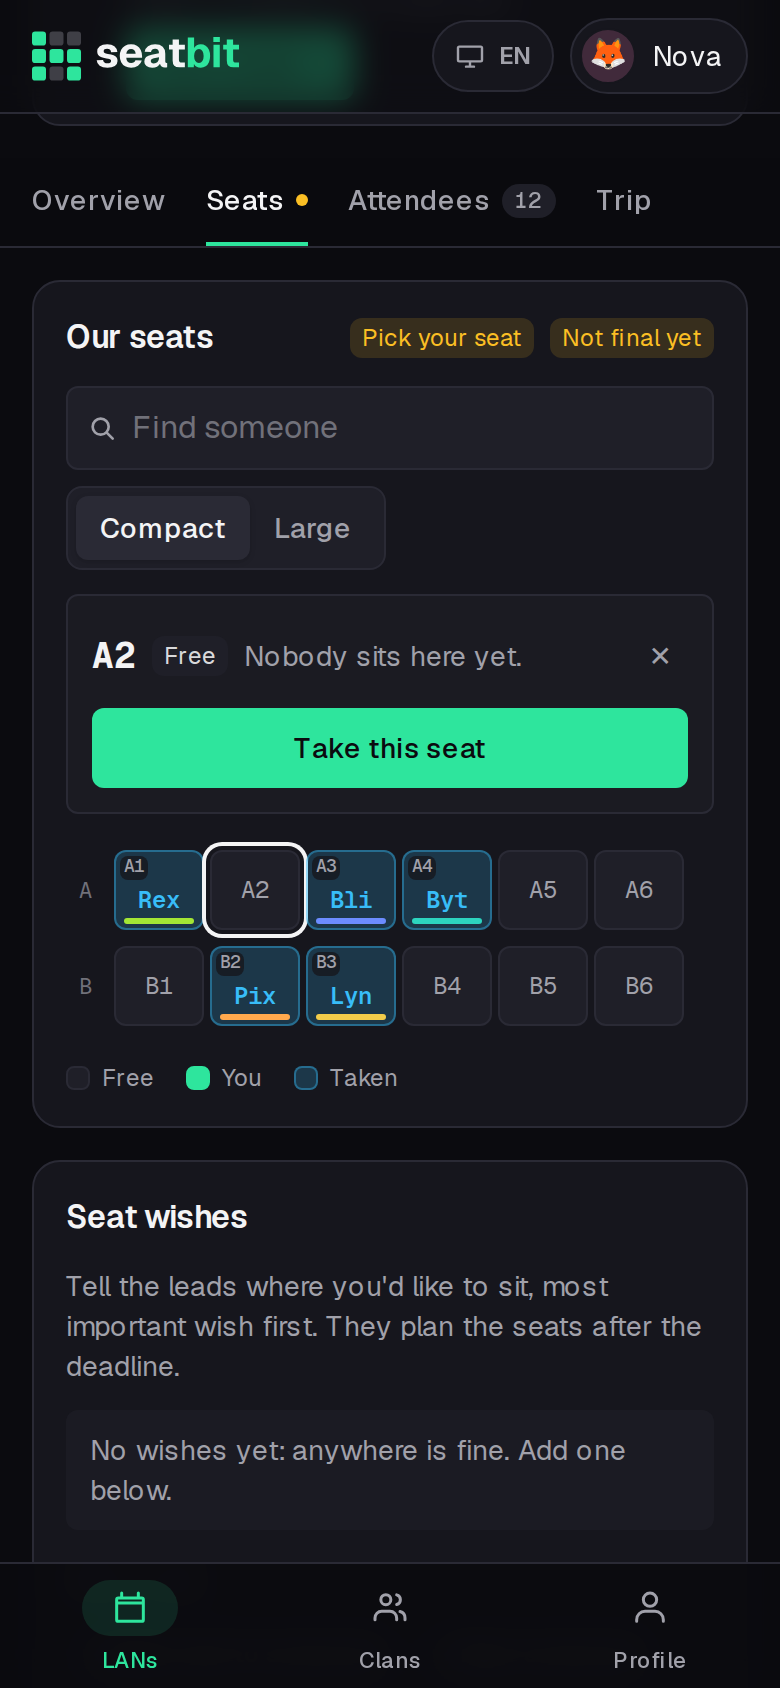 seatbit
EN
Nova
Overview Seats Attendees 12 Trip
Our seats
Pick your seat
Not final yet
Find someone
Compact Large
A2 Free Nobody sits here yet. ✕
Take this seat
A A1 Rex A2 A3 Bli A4 Byt A5 A6
B B1 B2 Pix B3 Lyn B4 B5 B6
Free You Taken
Seat wishes
Tell the leads where you'd like to sit, most
important wish first. They plan the seats after the
deadline.
No wishes yet: anywhere is fine. Add one
below.
LANs Clans Profile